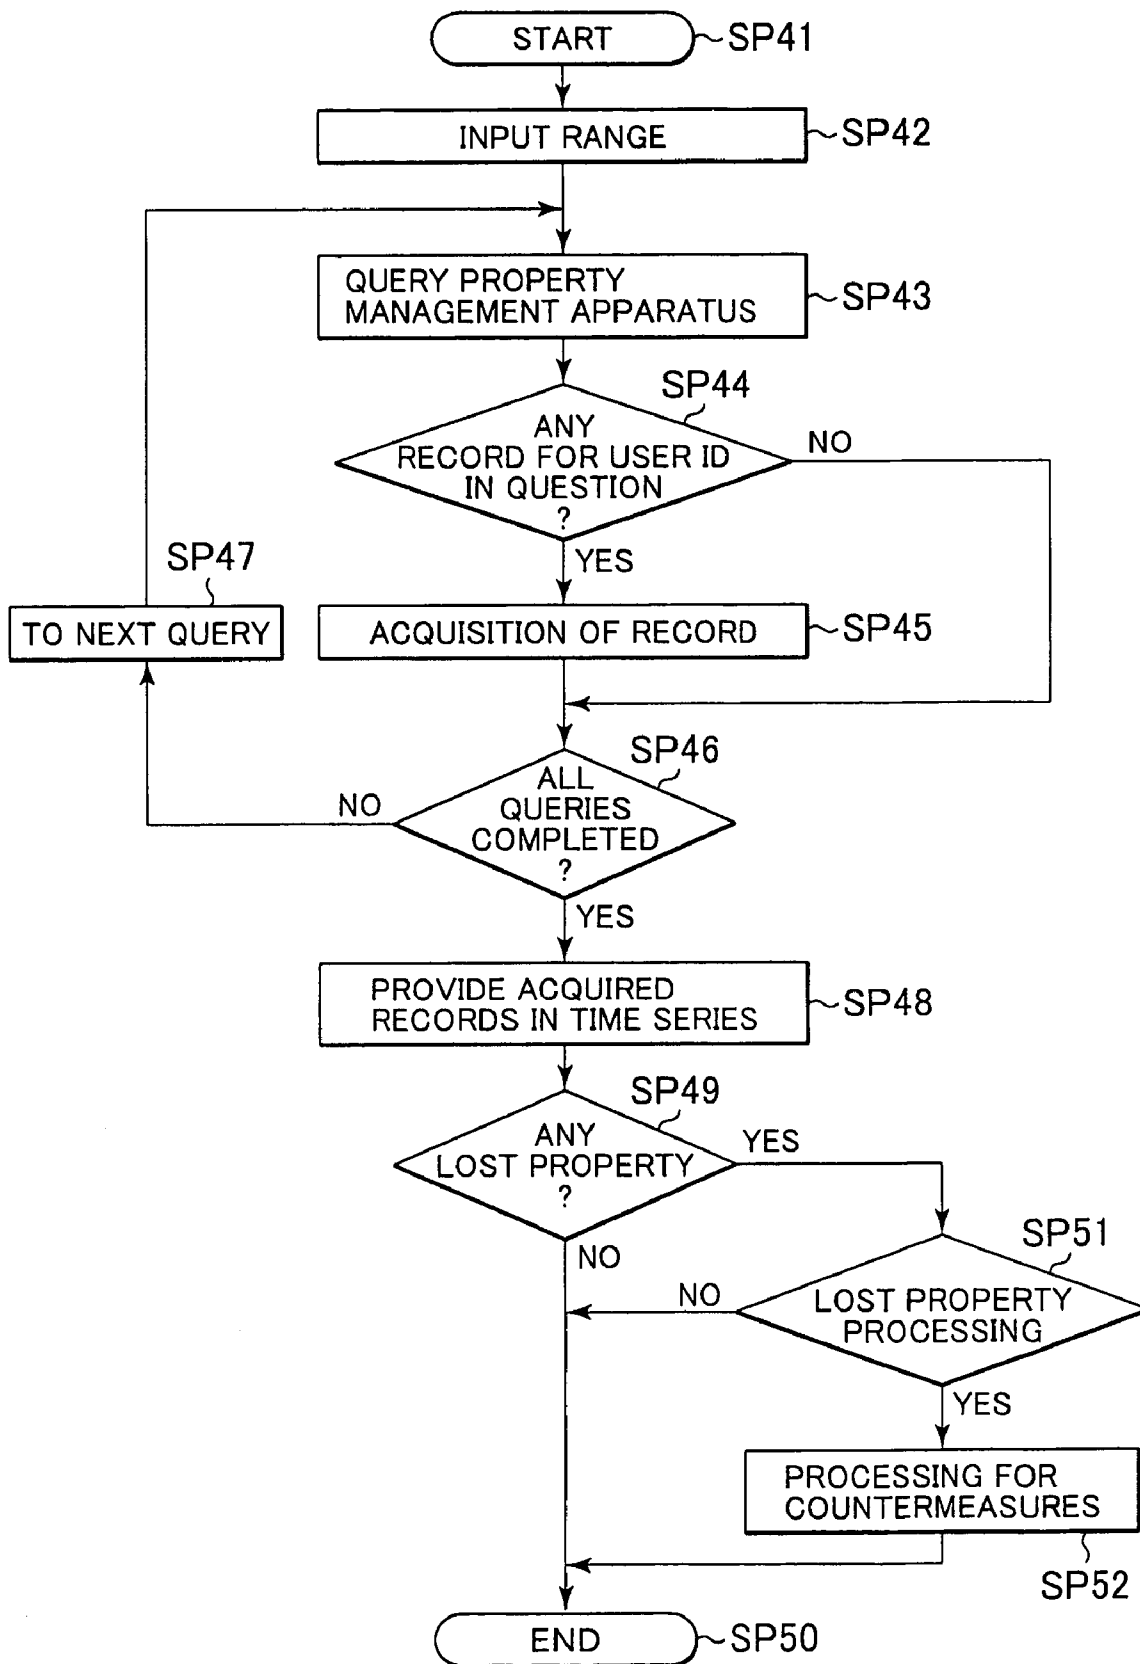 START
SP41
INPUT RANGE
SP42
QUERY PROPERTY
MANAGEMENT APPARATUS
SP43
SP44
ANY
RECORD FOR USER ID
IN QUESTION
?
NO
YES
SP47
TO NEXT QUERY
ACQUISITION OF RECORD
SP45
SP46
ALL
QUERIES
COMPLETED
?
NO
YES
PROVIDE ACQUIRED
RECORDS IN TIME SERIES
SP48
SP49
ANY
LOST PROPERTY
?
YES
NO
SP51
LOST PROPERTY
PROCESSING
NO
YES
PROCESSING FOR
COUNTERMEASURES
SP52
END
SP50